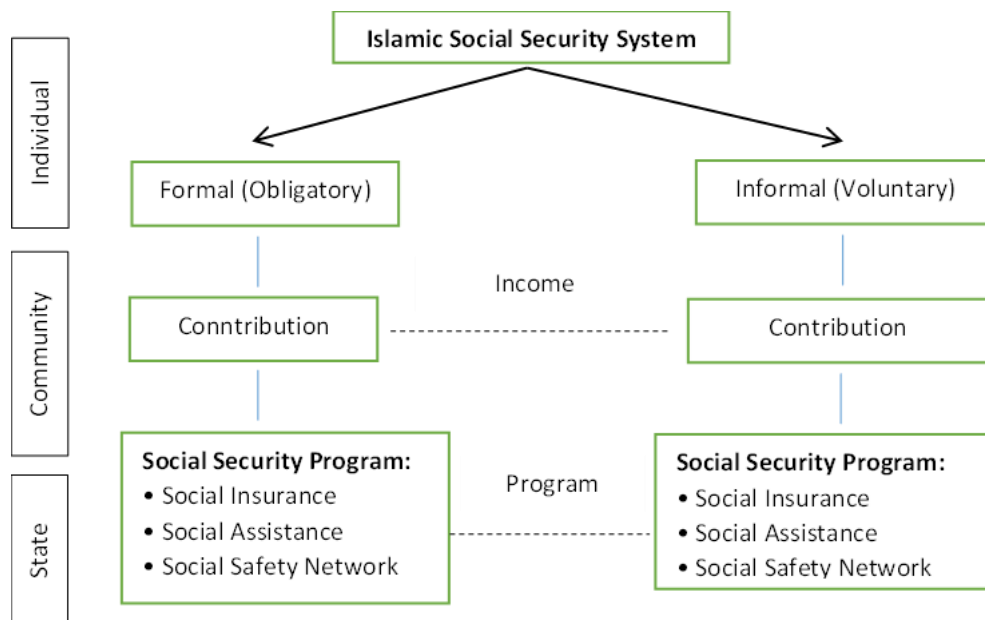 Islamic Social Security System
Individual
Formal (Obligatory)
Informal (Voluntary)
Community
Income
Conntribution
Contribution
State
Social Security Program:
• Social Insurance
• Social Assistance
• Social Safety Network
Program
Social Security Program:
• Social Insurance
• Social Assistance
• Social Safety Network